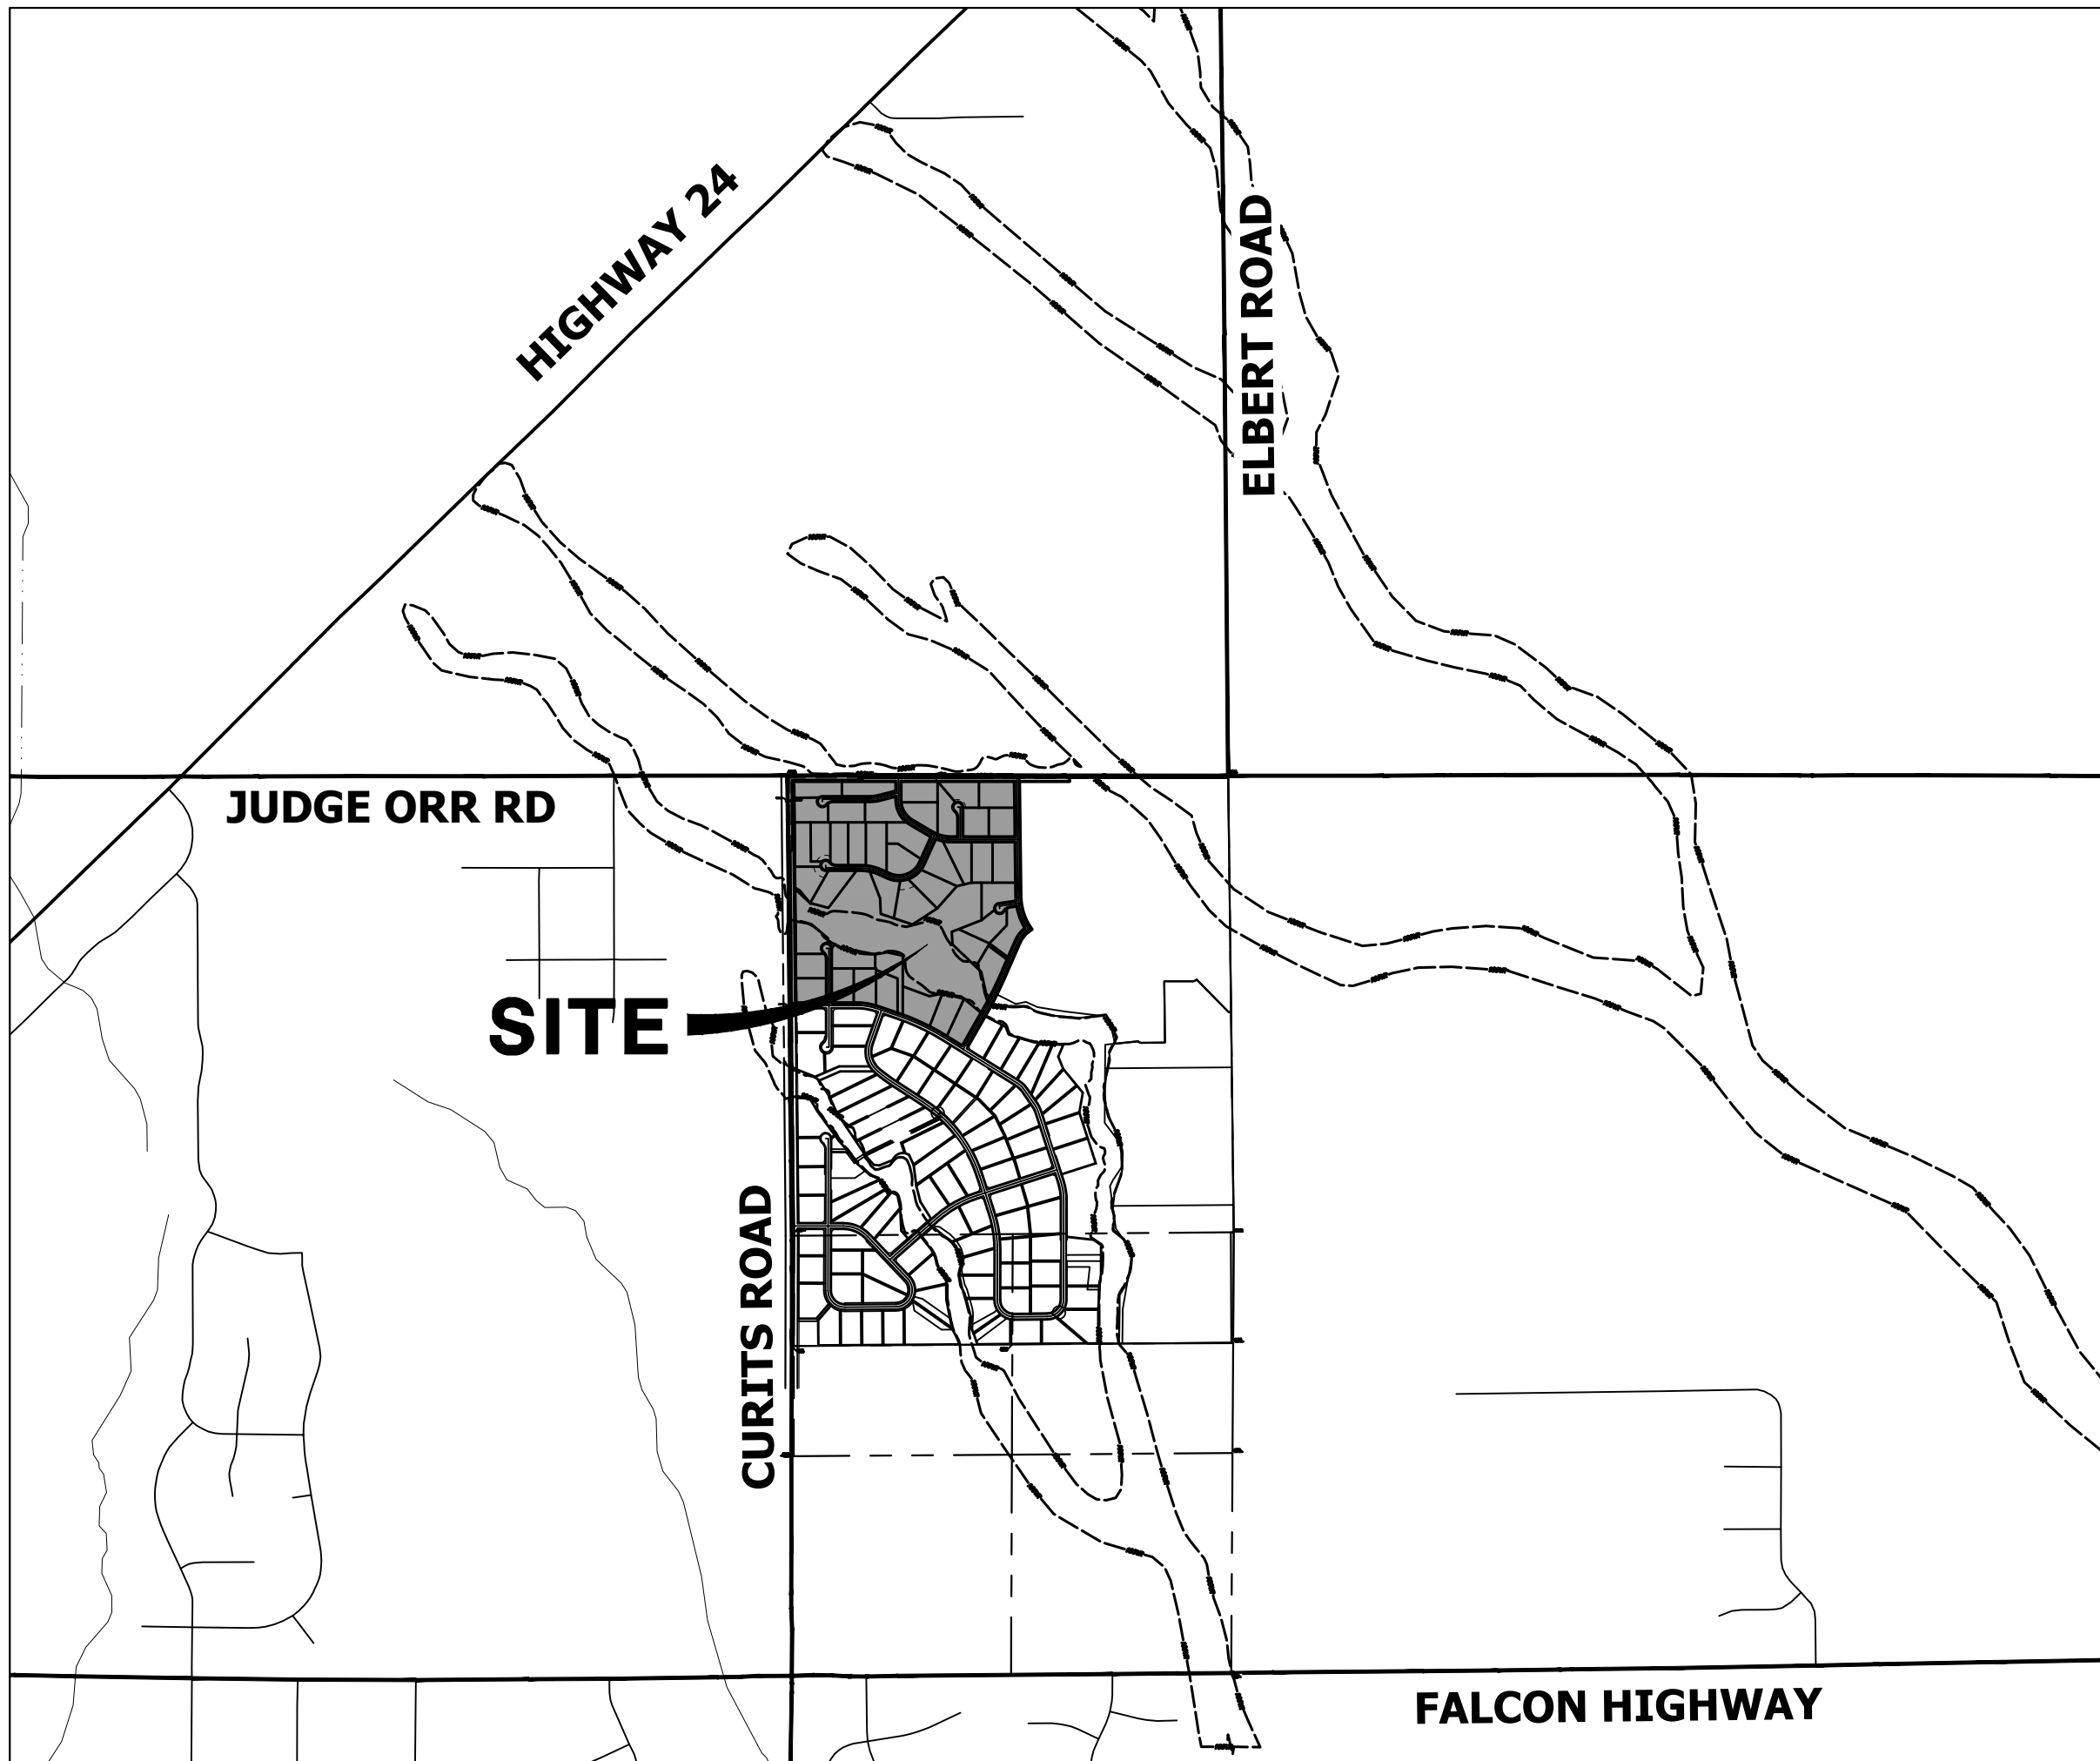 HIGHWAY 24
ELBERT ROAD
JUDGE ORR RD
SITE
CURITS ROAD
FALCON HIGHWAY